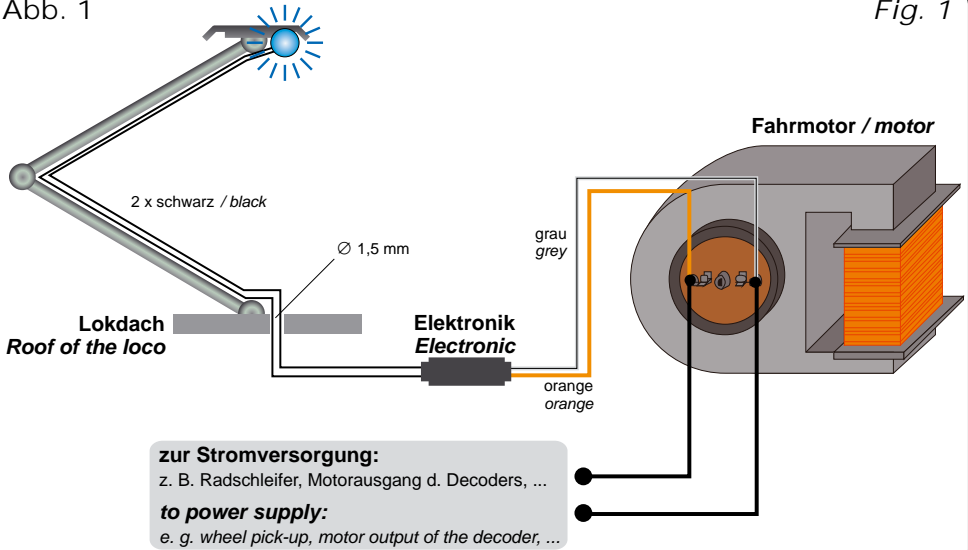 Abb. 1
Fig. 1
Fahrmotor / motor
2 x schwarz / black
grau
grey
∅ 1,5 mm
Lokdach
Roof of the loco
Elektronik
Electronic
orange
orange
zur Stromversorgung:
z. B. Radschleifer, Motorausgang d. Decoders, ...
to power supply:
e. g. wheel pick-up, motor output of the decoder, ...